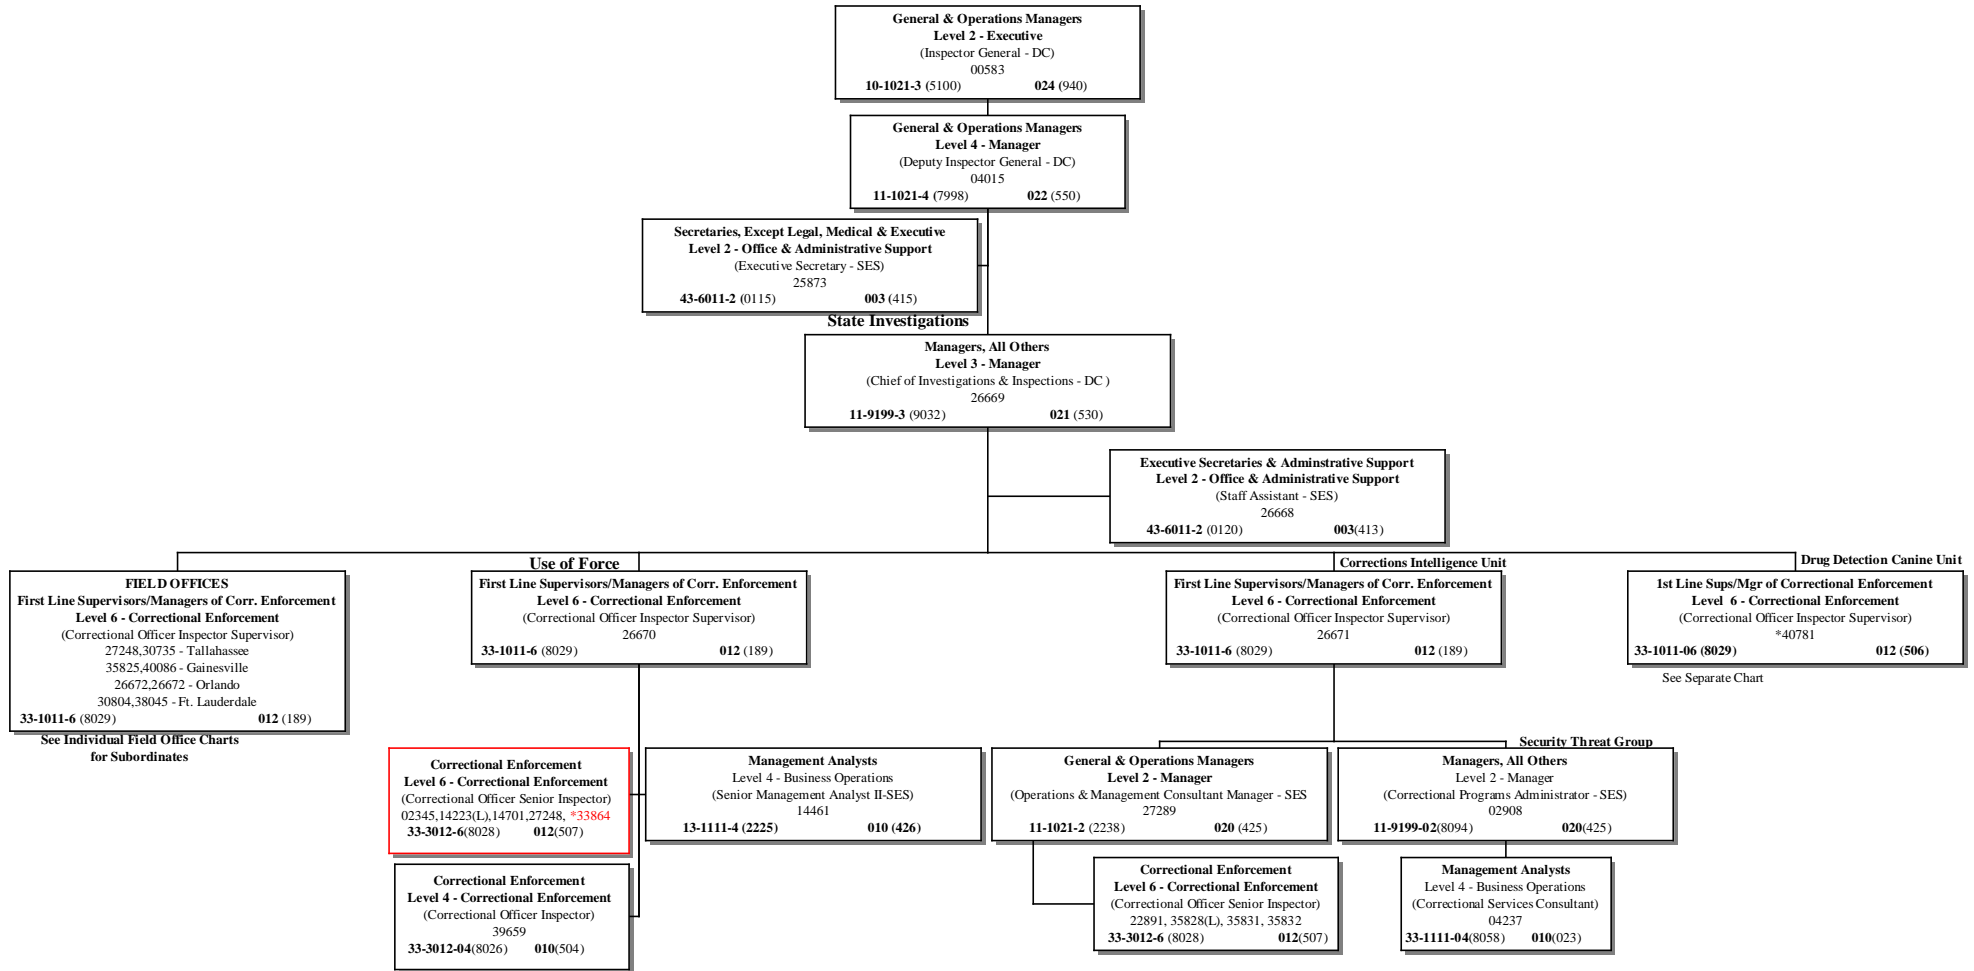 General & Operations Managers
Level 2 - Executive
(Inspector General - DC)
00583
10-1021-3 (5100) 024 (940)
General & Operations Managers
Level 4 - Manager
(Deputy Inspector General - DC)
04015
11-1021-4 (7998) 022 (550)
Secretaries, Except Legal, Medical & Executive
Level 2 - Office & Administrative Support
(Executive Secretary - SES)
25873
43-6011-2 (0115) 003 (415)
State Investigations
Managers, All Others
Level 3 - Manager
(Chief of Investigations & Inspections - DC )
26669
11-9199-3 (9032) 021 (530)
Executive Secretaries & Adminstrative Support
Level 2 - Office & Administrative Support
(Staff Assistant - SES)
26668
43-6011-2 (0120) 003(413)
FIELD OFFICES
First Line Supervisors/Managers of Corr. Enforcement
Level 6 - Correctional Enforcement
(Correctional Officer Inspector Supervisor)
27248,30735 - Tallahassee
35825,40086 - Gainesville
26672,26672 - Orlando
30804,38045 - Ft. Lauderdale
33-1011-6 (8029) 012 (189)
See Individual Field Office Charts
for Subordinates
Use of Force
First Line Supervisors/Managers of Corr. Enforcement
Level 6 - Correctional Enforcement
(Correctional Officer Inspector Supervisor)
26670
33-1011-6 (8029) 012 (189)
Corrections Intelligence Unit
First Line Supervisors/Managers of Corr. Enforcement
Level 6 - Correctional Enforcement
(Correctional Officer Inspector Supervisor)
26671
33-1011-6 (8029) 012 (189)
Drug Detection Canine Unit
1st Line Sups/Mgr of Correctional Enforcement
Level 6 - Correctional Enforcement
(Correctional Officer Inspector Supervisor)
*40781
33-1011-06 (8029) 012 (506)
See Separate Chart
Correctional Enforcement
Level 6 - Correctional Enforcement
(Correctional Officer Senior Inspector)
02345,14223(L),14701,27248, *33864
33-3012-6(8028) 012(507)
Management Analysts
Level 4 - Business Operations
(Senior Management Analyst II-SES)
14461
13-1111-4 (2225) 010 (426)
General & Operations Managers
Level 2 - Manager
(Operations & Management Consultant Manager - SES
27289
11-1021-2 (2238) 020 (425)
Security Threat Group
Managers, All Others
Level 2 - Manager
(Correctional Programs Administrator - SES)
02908
11-9199-02(8094) 020(425)
Correctional Enforcement
Level 4 - Correctional Enforcement
(Correctional Officer Inspector)
39659
33-3012-04(8026) 010(504)
Correctional Enforcement
Level 6 - Correctional Enforcement
(Correctional Officer Senior Inspector)
22891, 35828(L), 35831, 35832
33-3012-6 (8028) 012(507)
Management Analysts
Level 4 - Business Operations
(Correctional Services Consultant)
04237
33-1111-04(8058) 010(023)